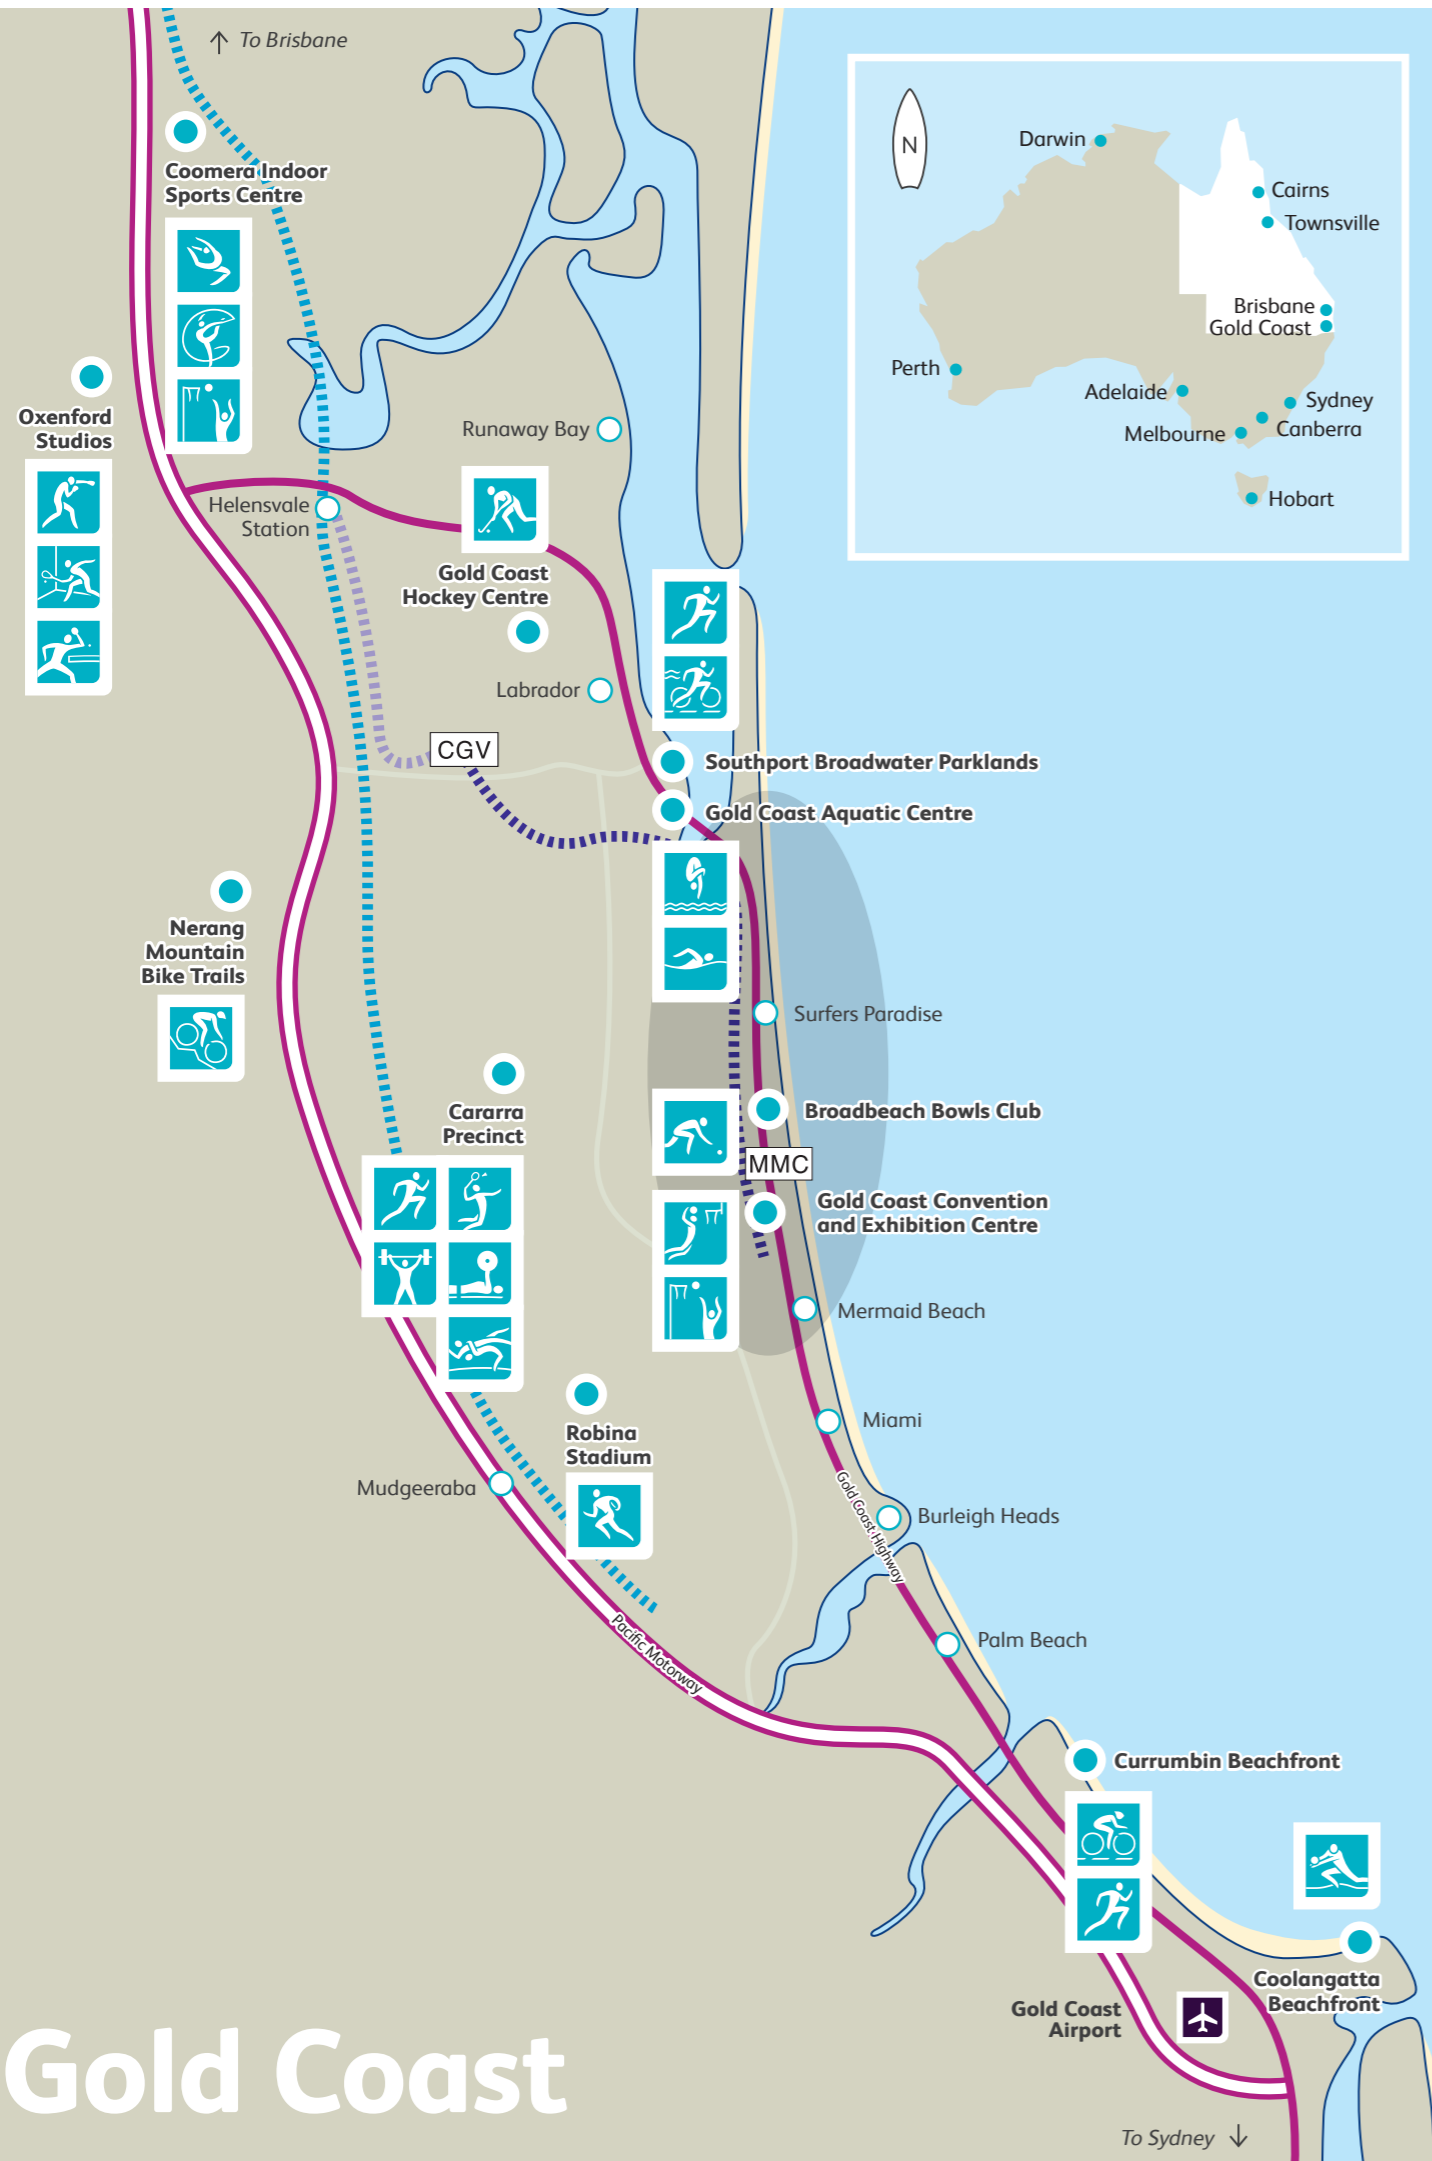 To Brisbane
Coomera Indoor
Sports Centre
N
Darwin
Cairns
Townsville
Brisbane
Gold Coast
Perth
Adelaide
Sydney
Canberra
Melbourne
Hobart
Oxenford
Studios
Runaway Bay
Helensvale
Station
Gold Coast
Hockey Centre
Labrador
CGV
Southport Broadwater Parklands
Gold Coast Aquatic Centre
Nerang
Mountain
Bike Trails
Surfers Paradise
Cararra
Precinct
Broadbeach Bowls Club
MMC
Gold Coast Convention
and Exhibition Centre
Mermaid Beach
Miami
Robina
Stadium
Mudgeeraba
Gold Coast Highway
Burleigh Heads
Pacific Motorway
Palm Beach
Currumbin Beachfront
Coolangatta
Beachfront
Gold Coast
Airport
Gold Coast
To Sydney